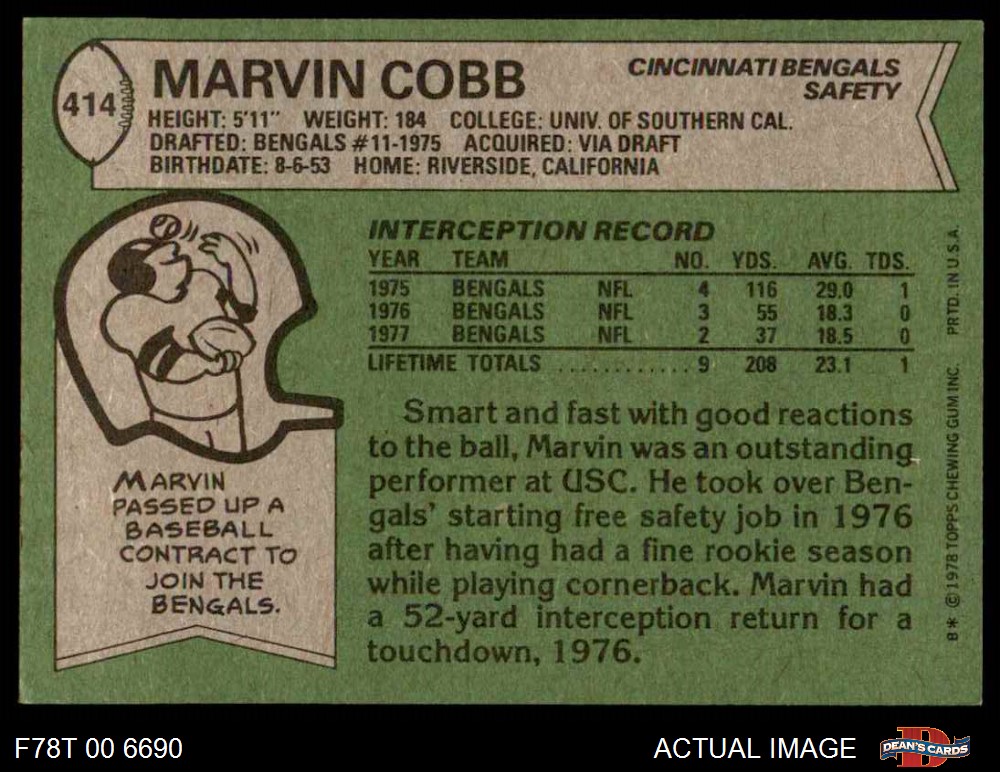 414
MARVIN COBB
CINCINNATI BENGALS
SAFETY
HEIGHT: 5'11" WEIGHT: 184 COLLEGE: UNIV. OF SOUTHERN CAL.
DRAFTED: BENGALS #11-1975 ACQUIRED: VIA DRAFT
BIRTHDATE: 8-6-53 HOME: RIVERSIDE, CALIFORNIA
INTERCEPTION RECORD
YEAR TEAM NO. YDS. AVG. TDS.
1975 BENGALS NFL 4 116 29.0 1
1976 BENGALS NFL 3 55 18.3 0
1977 BENGALS NFL 2 37 18.5 0
LIFETIME TOTALS ............ 9 208 23.1 1
Smart and fast with good reactions
to the ball, Marvin was an outstanding
performer at USC. He took over Ben-
gals' starting free safety job in 1976
after having had a fine rookie season
while playing cornerback. Marvin had
a 52-yard interception return for a
touchdown, 1976.
MARVIN
PASSED UP A
BASEBALL
CONTRACT TO
JOIN THE
BENGALS.
8* © 1978 TOPPS CHEWING GUM INC. PRTD. IN U.S.A.
F78T 00 6690
ACTUAL IMAGE
D
DEAN'S CARDS